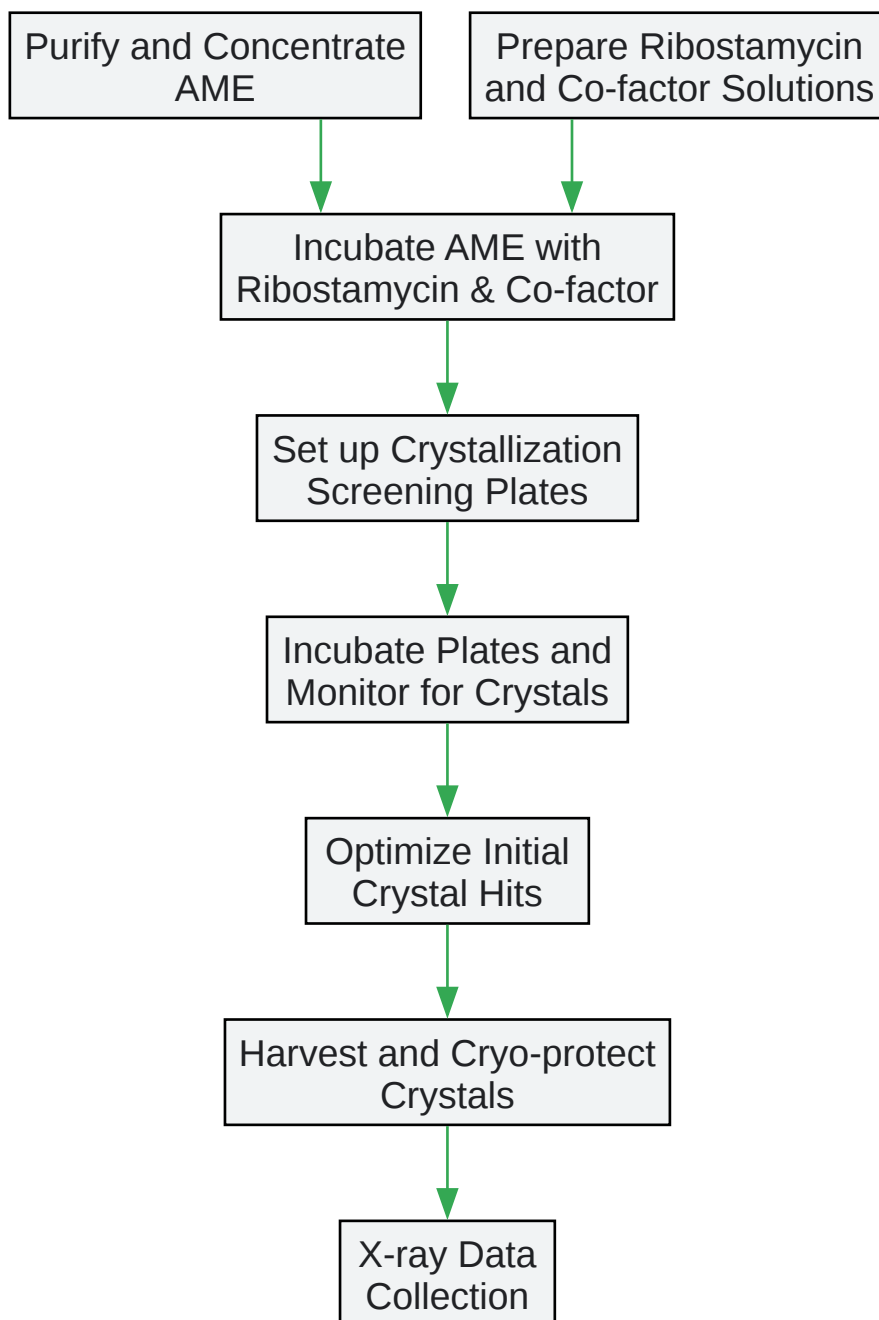 Purify and Concentrate
AME
Prepare Ribostamycin
and Co-factor Solutions
Incubate AME with
Ribostamycin & Co-factor
Set up Crystallization
Screening Plates
Incubate Plates and
Monitor for Crystals
Optimize Initial
Crystal Hits
Harvest and Cryo-protect
Crystals
X-ray Data
Collection